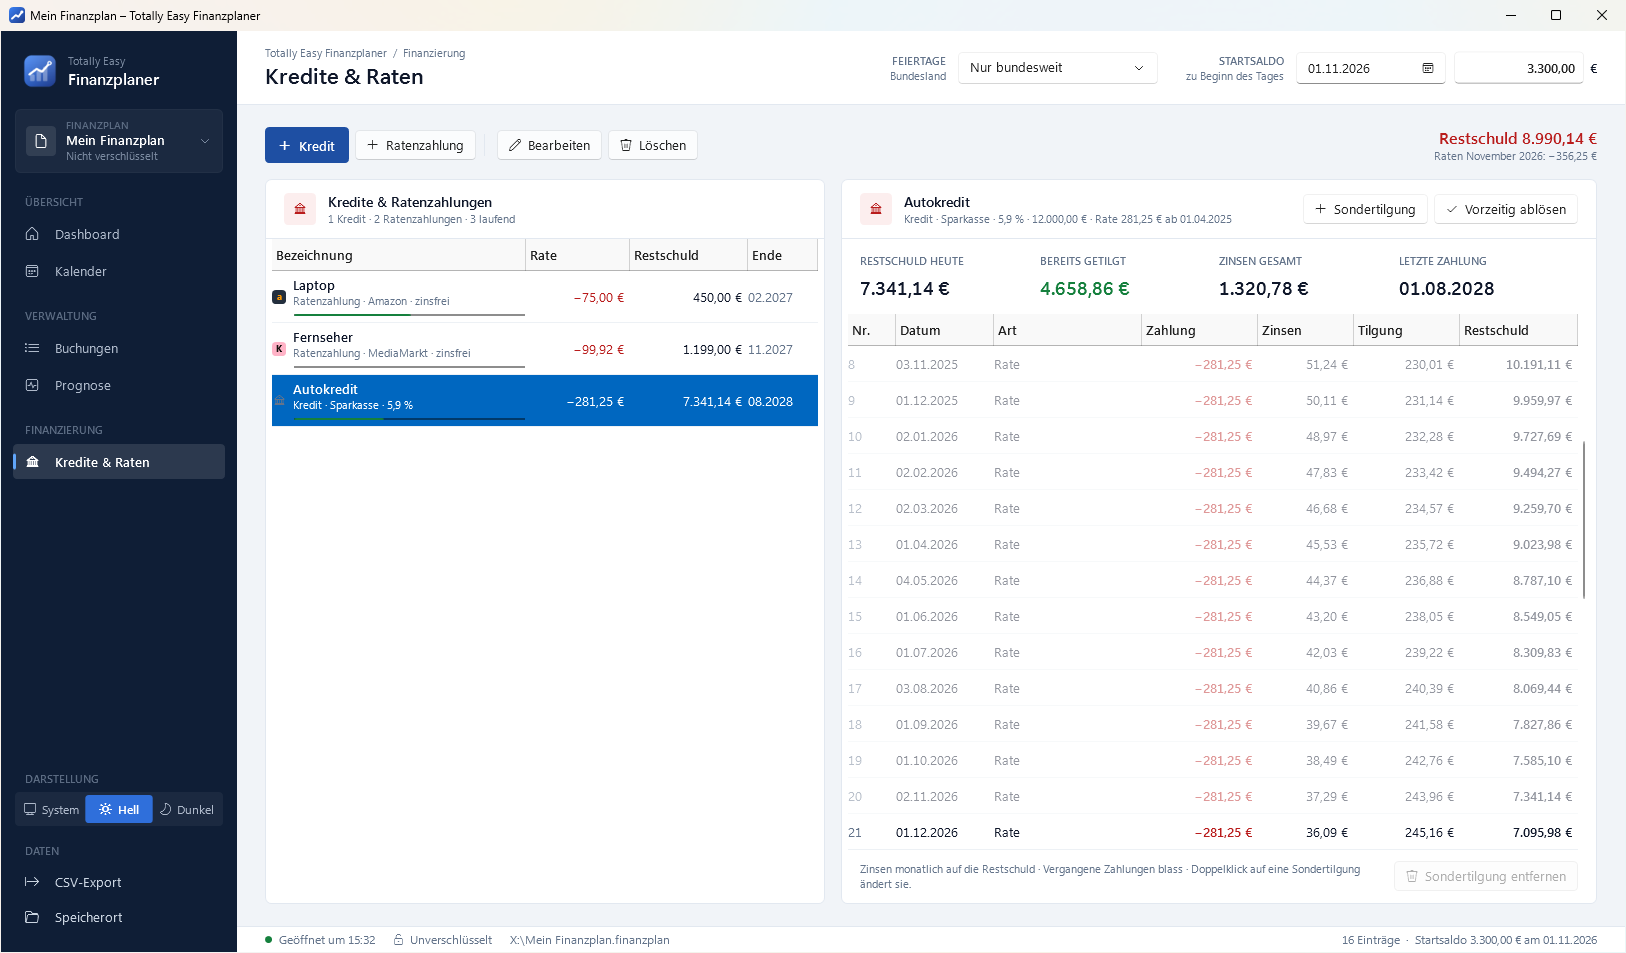 Mein Finanzplan – Totally Easy Finanzplaner
Totally Easy
Finanzplaner
FINANZPLAN
Mein Finanzplan
Nicht verschlüsselt
ÜBERSICHT
Dashboard
Kalender
VERWALTUNG
Buchungen
Prognose
FINANZIERUNG
Kredite & Raten
DARSTELLUNG
System Hell Dunkel
DATEN
CSV-Export
Speicherort
Totally Easy Finanzplaner / Finanzierung
Kredite & Raten
FEIERTAGE
Bundesland
Nur bundesweit
STARTSALDO
zu Beginn des Tages
01.11.2026
3.300,00 €
+ Kredit
+ Ratenzahlung
Bearbeiten
Löschen
Restschuld 8.990,14 €
Raten November 2026: −356,25 €
Kredite & Ratenzahlungen
1 Kredit · 2 Ratenzahlungen · 3 laufend
Bezeichnung Rate Restschuld Ende
a
Laptop
Ratenzahlung · Amazon · zinsfrei
−75,00 € 450,00 € 02.2027
K
Fernseher
Ratenzahlung · MediaMarkt · zinsfrei
−99,92 € 1.199,00 € 11.2027
Autokredit
Kredit · Sparkasse · 5,9 %
−281,25 € 7.341,14 € 08.2028
Autokredit
Kredit · Sparkasse · 5,9 % · 12.000,00 € · Rate 281,25 € ab 01.04.2025
+ Sondertilgung
Vorzeitig ablösen
RESTSCHULD HEUTE BEREITS GETILGT ZINSEN GESAMT LETZTE ZAHLUNG
7.341,14 € 4.658,86 € 1.320,78 € 01.08.2028
Nr. Datum Art Zahlung Zinsen Tilgung Restschuld
8 03.11.2025 Rate −281,25 € 51,24 € 230,01 € 10.191,11 €
9 01.12.2025 Rate −281,25 € 50,11 € 231,14 € 9.959,97 €
10 02.01.2026 Rate −281,25 € 48,97 € 232,28 € 9.727,69 €
11 02.02.2026 Rate −281,25 € 47,83 € 233,42 € 9.494,27 €
12 02.03.2026 Rate −281,25 € 46,68 € 234,57 € 9.259,70 €
13 01.04.2026 Rate −281,25 € 45,53 € 235,72 € 9.023,98 €
14 04.05.2026 Rate −281,25 € 44,37 € 236,88 € 8.787,10 €
15 01.06.2026 Rate −281,25 € 43,20 € 238,05 € 8.549,05 €
16 01.07.2026 Rate −281,25 € 42,03 € 239,22 € 8.309,83 €
17 03.08.2026 Rate −281,25 € 40,86 € 240,39 € 8.069,44 €
18 01.09.2026 Rate −281,25 € 39,67 € 241,58 € 7.827,86 €
19 01.10.2026 Rate −281,25 € 38,49 € 242,76 € 7.585,10 €
20 02.11.2026 Rate −281,25 € 37,29 € 243,96 € 7.341,14 €
21 01.12.2026 Rate −281,25 € 36,09 € 245,16 € 7.095,98 €
Zinsen monatlich auf die Restschuld · Vergangene Zahlungen blass · Doppelklick auf eine Sondertilgung
ändert sie.
Sondertilgung entfernen
Geöffnet um 15:32 Unverschlüsselt X:\Mein Finanzplan.finanzplan
16 Einträge · Startsaldo 3.300,00 € am 01.11.2026